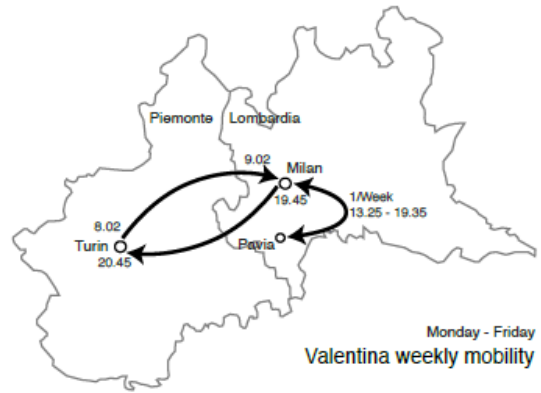 Piemonte Lombardia
9.02
Milan
19.45
1/Week
13.25 - 19.35
8.02
Turin
20.45
Pavia
Monday - Friday
Valentina weekly mobility